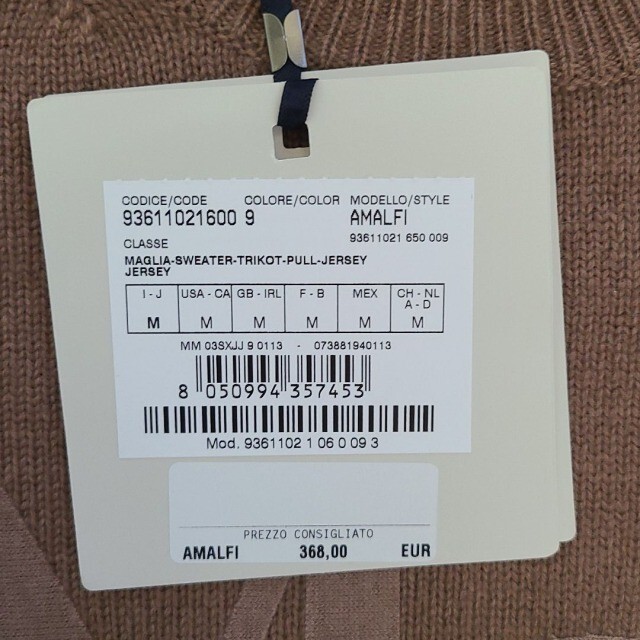 CODICE/CODE COLORE/COLOR MODELLO/STYLE
93611021600 9 AMALFI
93611021 650 009
CLASSE
MAGLIA-SWEATER-TRIKOT-PULL-JERSEY
JERSEY
I - J USA - CA GB - IRL F - B MEX CH - NL
A - D
M M M M M M
MM 03SXJJ 9 0113 - 073881940113
8 050994 357453
Mod. 9361102 1 06 0 09 3
PREZZO CONSIGLIATO
AMALFI 368,00 EUR